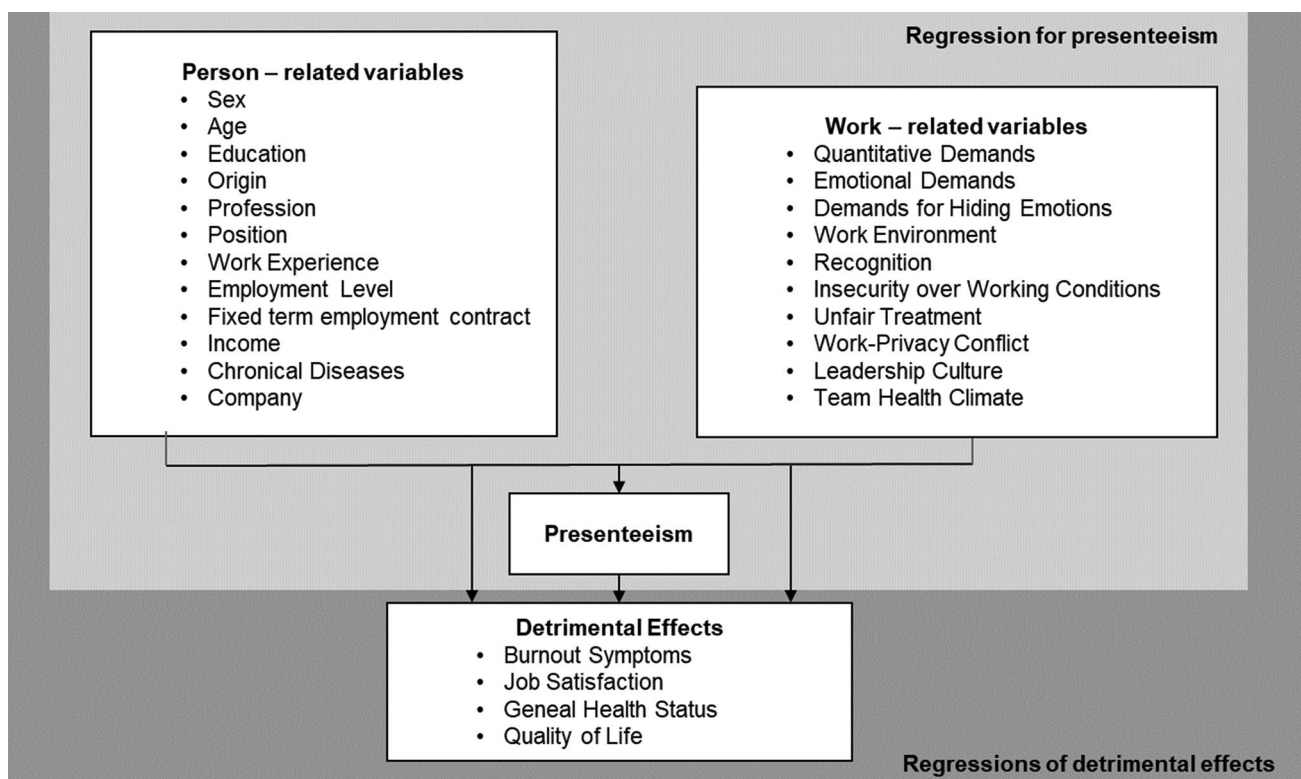 Regression for presenteeism
Person – related variables
• Sex
• Age
• Education
• Origin
• Profession
• Position
• Work Experience
• Employment Level
• Fixed term employment contract
• Income
• Chronical Diseases
• Company
Work – related variables
• Quantitative Demands
• Emotional Demands
• Demands for Hiding Emotions
• Work Environment
• Recognition
• Insecurity over Working Conditions
• Unfair Treatment
• Work-Privacy Conflict
• Leadership Culture
• Team Health Climate
Presenteeism
Detrimental Effects
• Burnout Symptoms
• Job Satisfaction
• Geneal Health Status
• Quality of Life
Regressions of detrimental effects